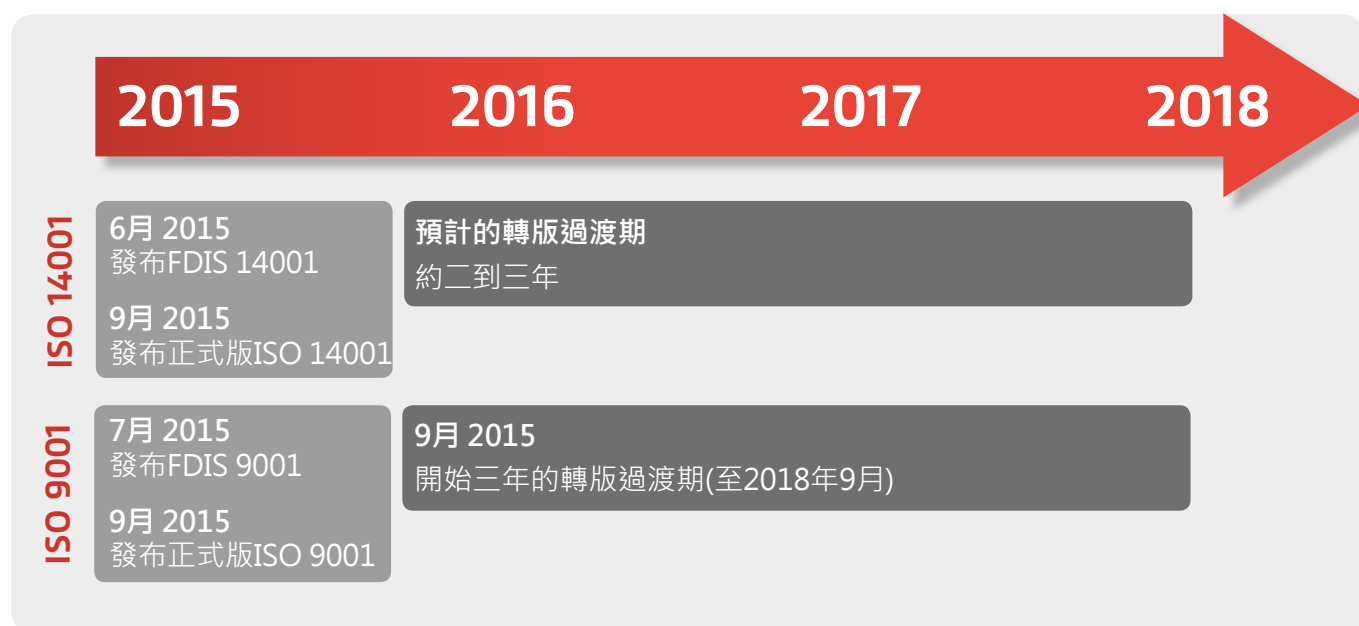 2015 2016 2017 2018
ISO 14001
6月 2015
發布FDIS 14001
9月 2015
發布正式版ISO 14001
預計的轉版過渡期
約二到三年
ISO 9001
7月 2015
發布FDIS 9001
9月 2015
發布正式版ISO 9001
9月 2015
開始三年的轉版過渡期(至2018年9月)